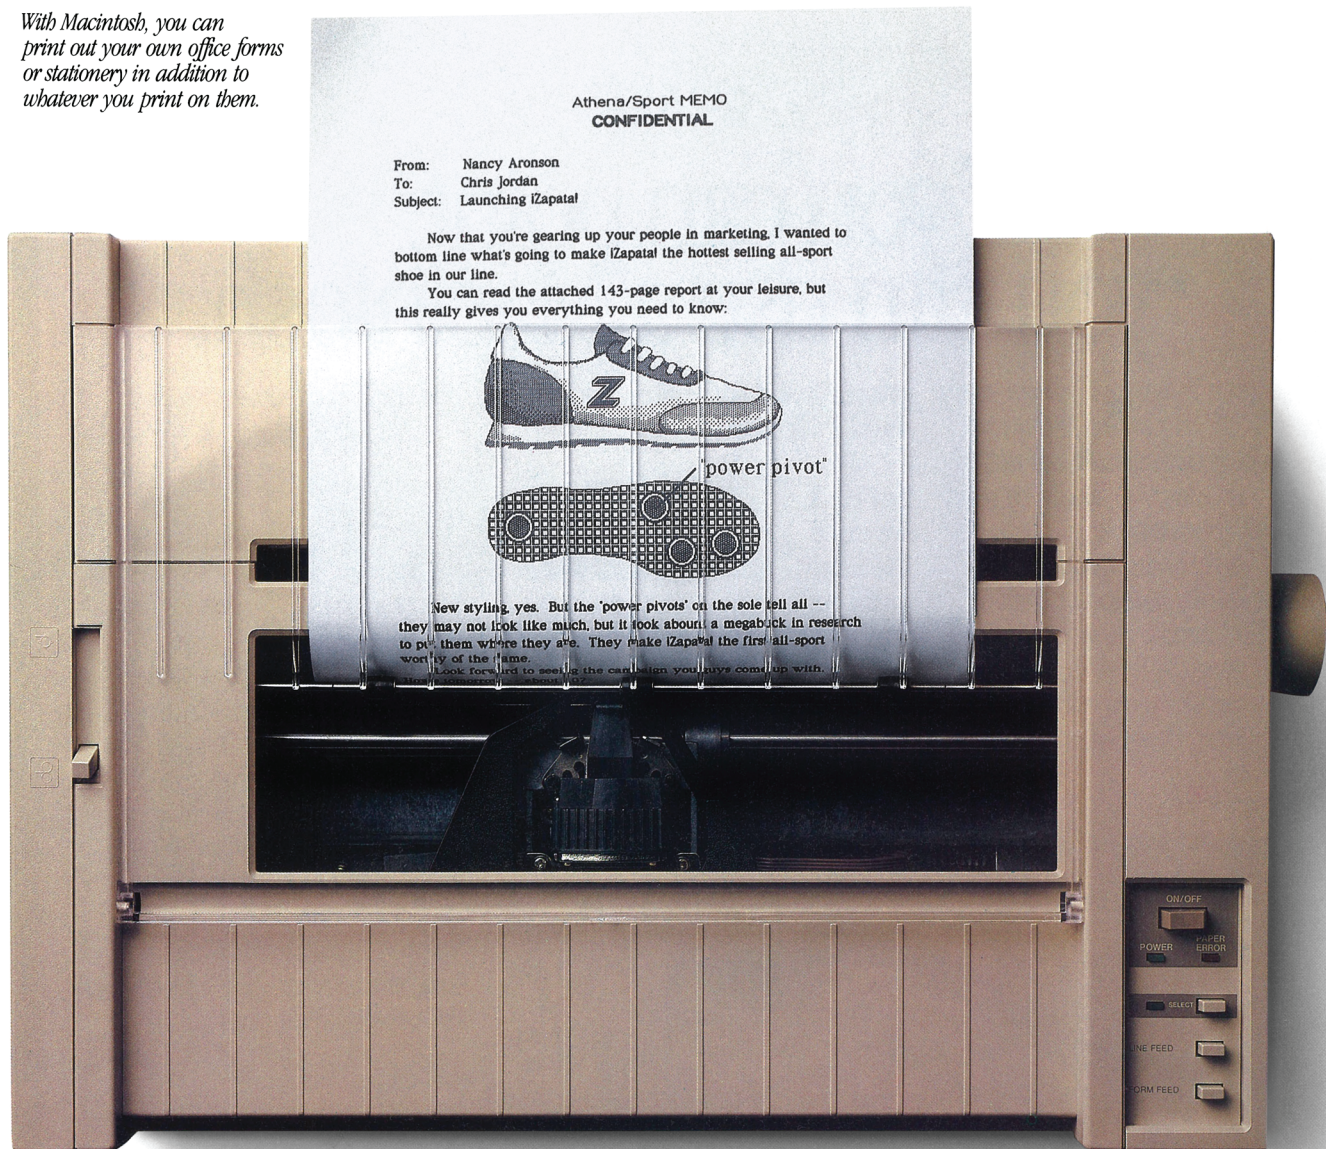 With Macintosh, you can
print out your own office forms
or stationery in addition to
whatever you print on them.
Athena/Sport MEMO
CONFIDENTIAL
From: Nancy Aronson
To: Chris Jordan
Subject: Launching ¡Zapata!
Now that you're gearing up your people in marketing, I wanted to
bottom line what's going to make ¡Zapata! the hottest selling all-sport
shoe in our line.
You can read the attached 143-page report at your leisure, but
this really gives you everything you need to know:
Z
"power pivot"
New styling, yes. But the "power pivots" on the sole tell all --
they may not look like much, but it took abount a megabuck in research
to put them where they are. They make ¡Zapata! the first all-sport
worthy of the name.
Look forward to seeing the campaign you guys come up with.
tomorrow about
P
ON/OFF
POWER
PAPER
ERROR
SELECT
LINE FEED
FORM FEED